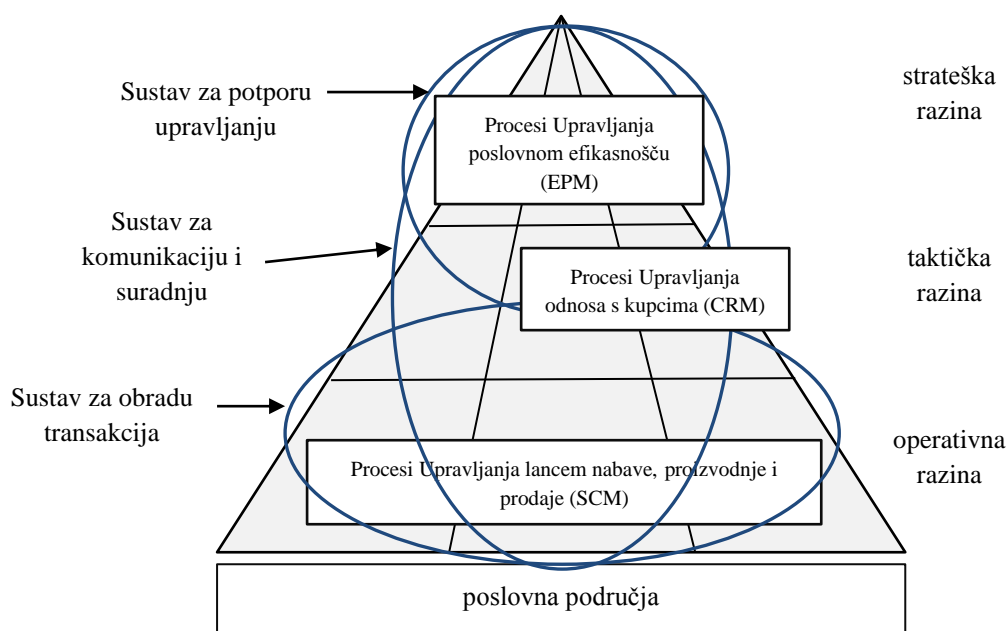 Sustav za potporu
upravljanju
strateška
razina
Procesi Upravljanja
poslovnom efikasnošču
(EPM)
Sustav za
komunikaciju i
suradnju
taktička
razina
Procesi Upravljanja
odnosa s kupcima (CRM)
Sustav za obradu
transakcija
operativna
razina
Procesi Upravljanja lancem nabave, proizvodnje i
prodaje (SCM)
poslovna područja